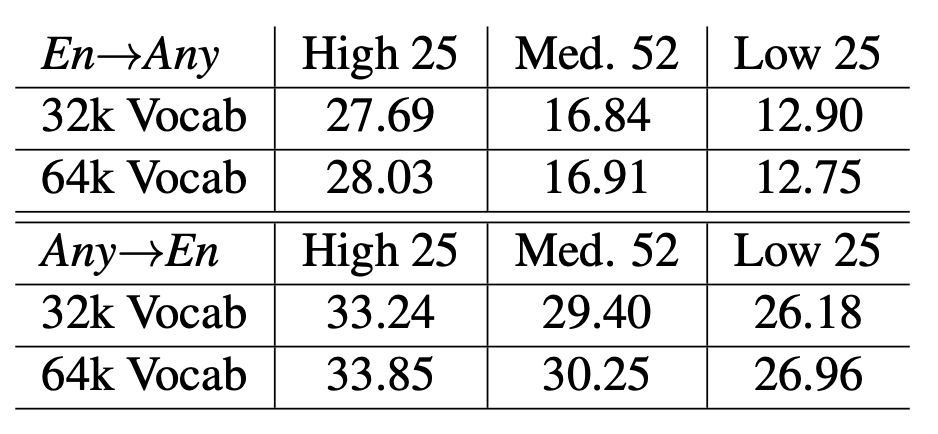 En→Any High 25 Med. 52 Low 25
32k Vocab 27.69 16.84 12.90
64k Vocab 28.03 16.91 12.75
Any→En High 25 Med. 52 Low 25
32k Vocab 33.24 29.40 26.18
64k Vocab 33.85 30.25 26.96